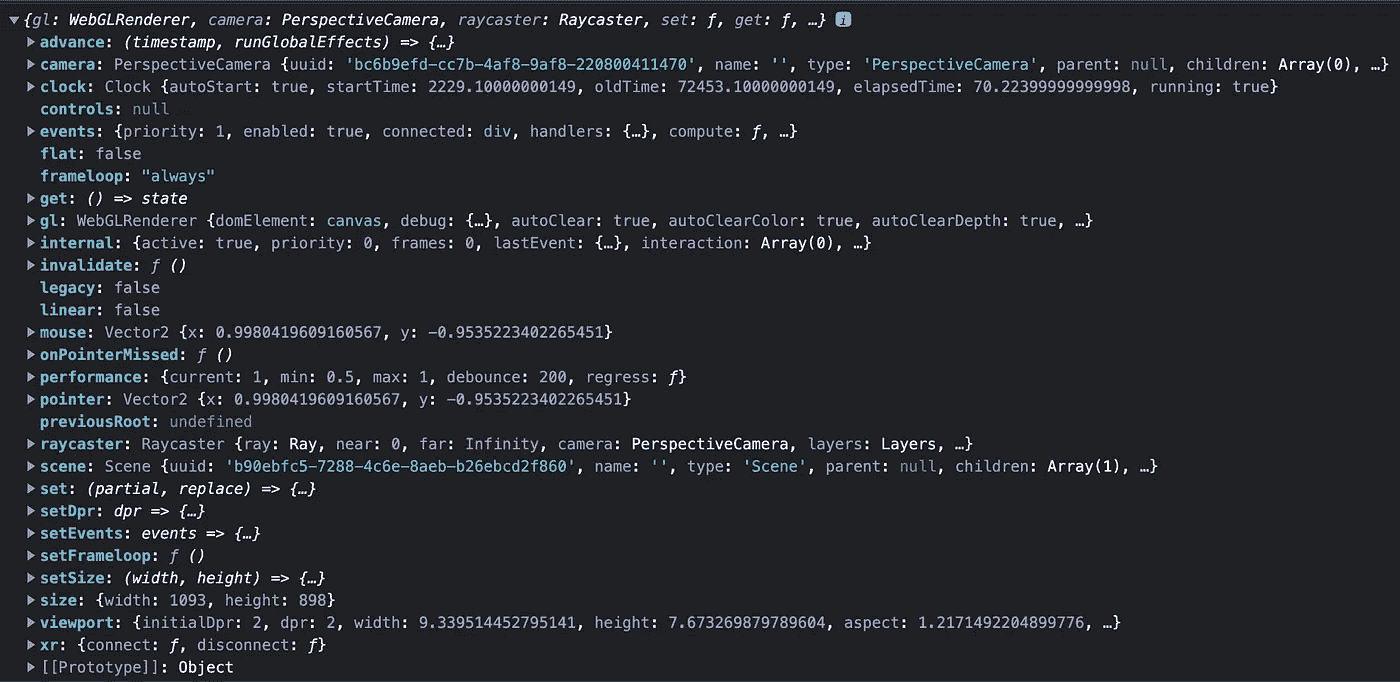 ▼{gl: WebGLRenderer, camera: PerspectiveCamera, raycaster: Raycaster, set: ƒ, get: ƒ, …} i
▶advance: (timestamp, runGlobalEffects) => {…}
▶camera: PerspectiveCamera {uuid: 'bc6b9efd-cc7b-4af8-9af8-220800411470', name: '', type: 'PerspectiveCamera', parent: null, children: Array(0), …}
▶clock: Clock {autoStart: true, startTime: 2229.10000000149, oldTime: 72453.10000000149, elapsedTime: 70.22399999999998, running: true}
controls: null
▶events: {priority: 1, enabled: true, connected: div, handlers: {…}, compute: ƒ, …}
flat: false
frameloop: "always"
▶get: () => state
▶gl: WebGLRenderer {domElement: canvas, debug: {…}, autoClear: true, autoClearColor: true, autoClearDepth: true, …}
▶internal: {active: true, priority: 0, frames: 0, lastEvent: {…}, interaction: Array(0), …}
▶invalidate: ƒ ()
legacy: false
linear: false
▶mouse: Vector2 {x: 0.9980419609160567, y: -0.9535223402265451}
▶onPointerMissed: ƒ ()
▶performance: {current: 1, min: 0.5, max: 1, debounce: 200, regress: ƒ}
▶pointer: Vector2 {x: 0.9980419609160567, y: -0.9535223402265451}
previousRoot: undefined
▶raycaster: Raycaster {ray: Ray, near: 0, far: Infinity, camera: PerspectiveCamera, layers: Layers, …}
▶scene: Scene {uuid: 'b90ebfc5-7288-4c6e-8aeb-b26ebcd2f860', name: '', type: 'Scene', parent: null, children: Array(1), …}
▶set: (partial, replace) => {…}
▶setDpr: dpr => {…}
▶setEvents: events => {…}
▶setFrameloop: ƒ ()
▶setSize: (width, height) => {…}
▶size: {width: 1093, height: 898}
▶viewport: {initialDpr: 2, dpr: 2, width: 9.339514452795141, height: 7.673269879789604, aspect: 1.2171492204899776, …}
▶xr: {connect: ƒ, disconnect: ƒ}
▶[[Prototype]]: Object